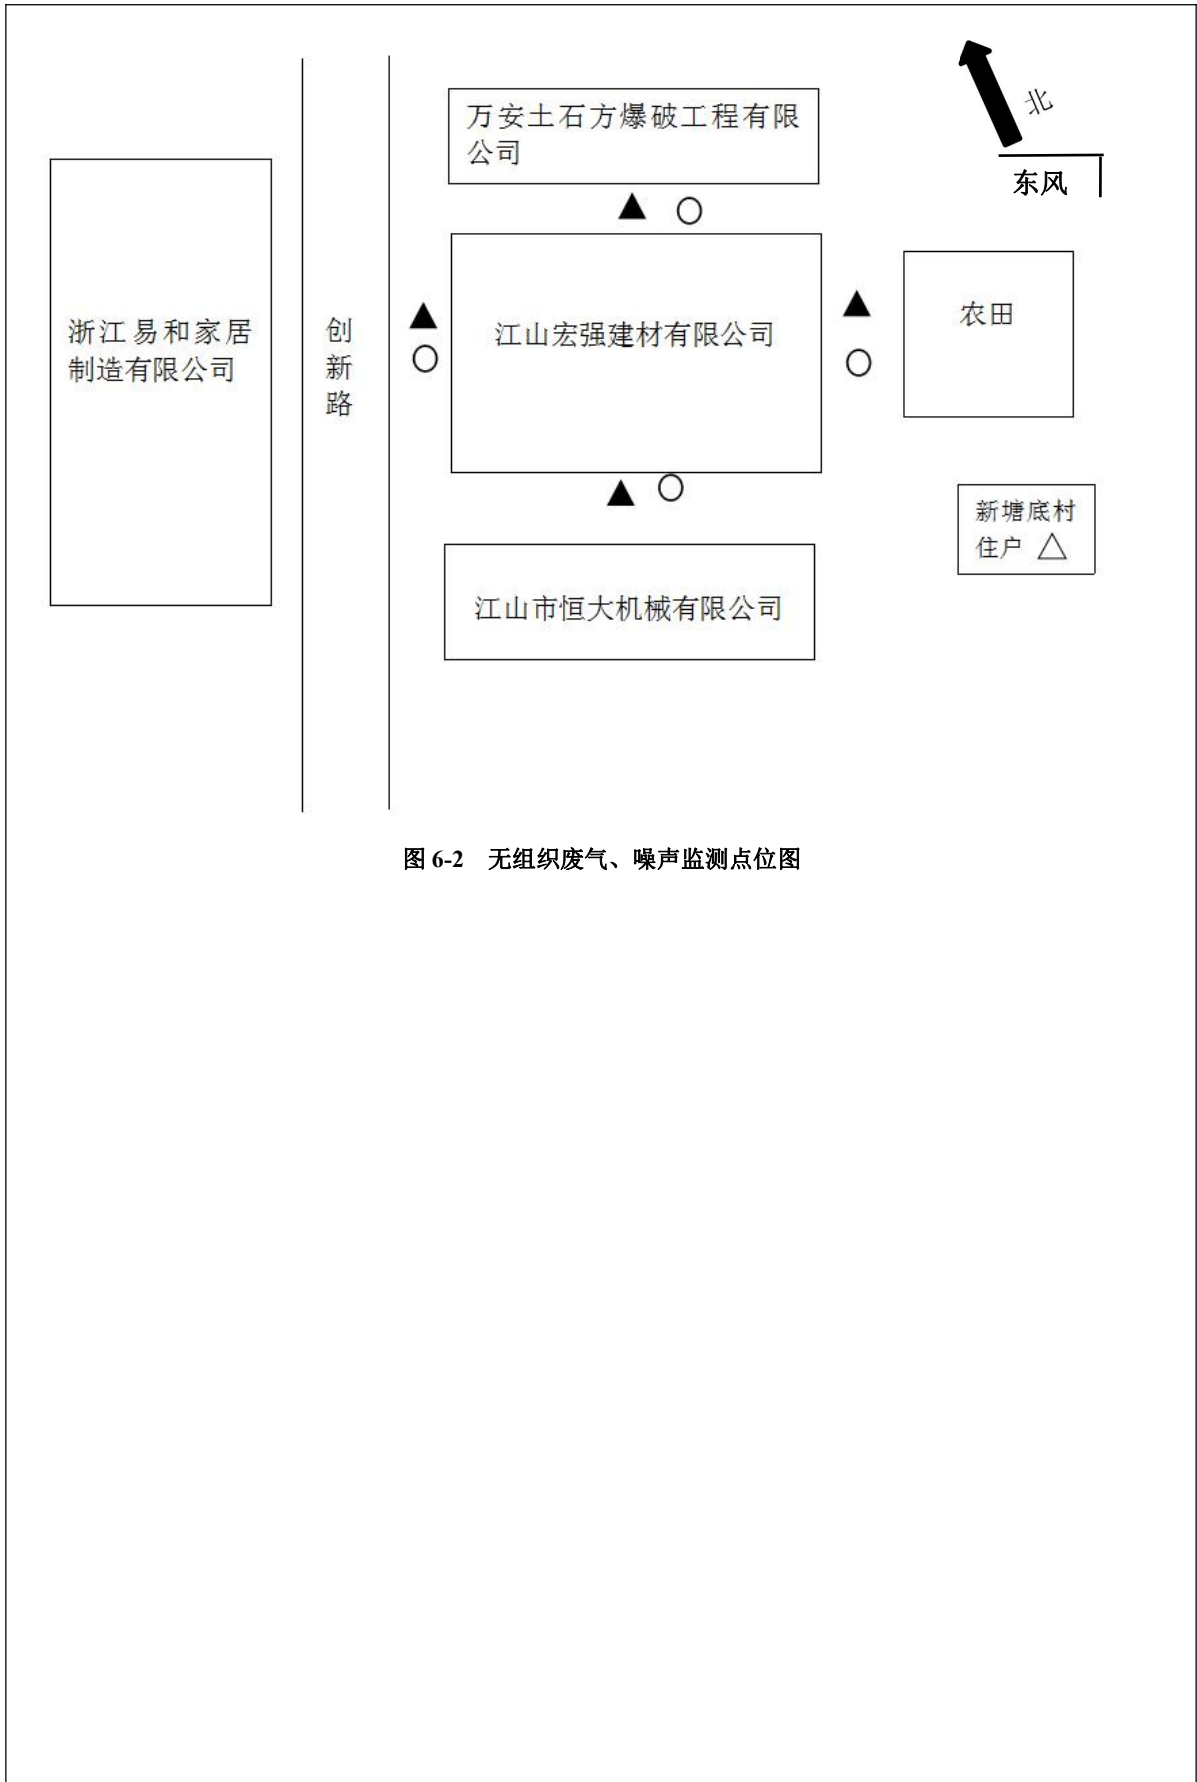 北
东风
万安土石方爆破工程有限
公司
浙江易和家居
制造有限公司
创
新
路
江山宏强建材有限公司
农田
新塘底村
住户 △
江山市恒大机械有限公司
图 6-2 无组织废气、噪声监测点位图